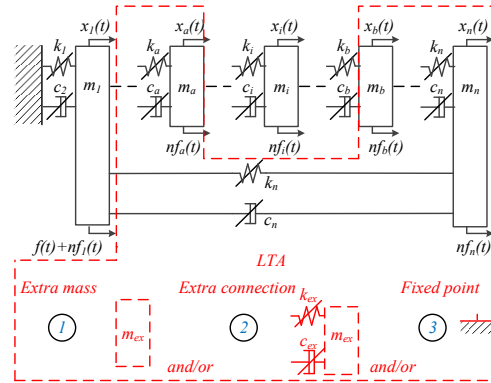 x1(t) xa(t) xi(t) xb(t) xn(t)
k1 ka ki kb kn
m1 ma mi mb mn
c2 ca ci cb cn
nfa(t) nfi(t) nfb(t)
kn
cn
f(t)+nf1(t) nfn(t)
LTA
Extra mass Extra connection Fixed point
kex
1 mex 2 mex 3
cex
and/or and/or